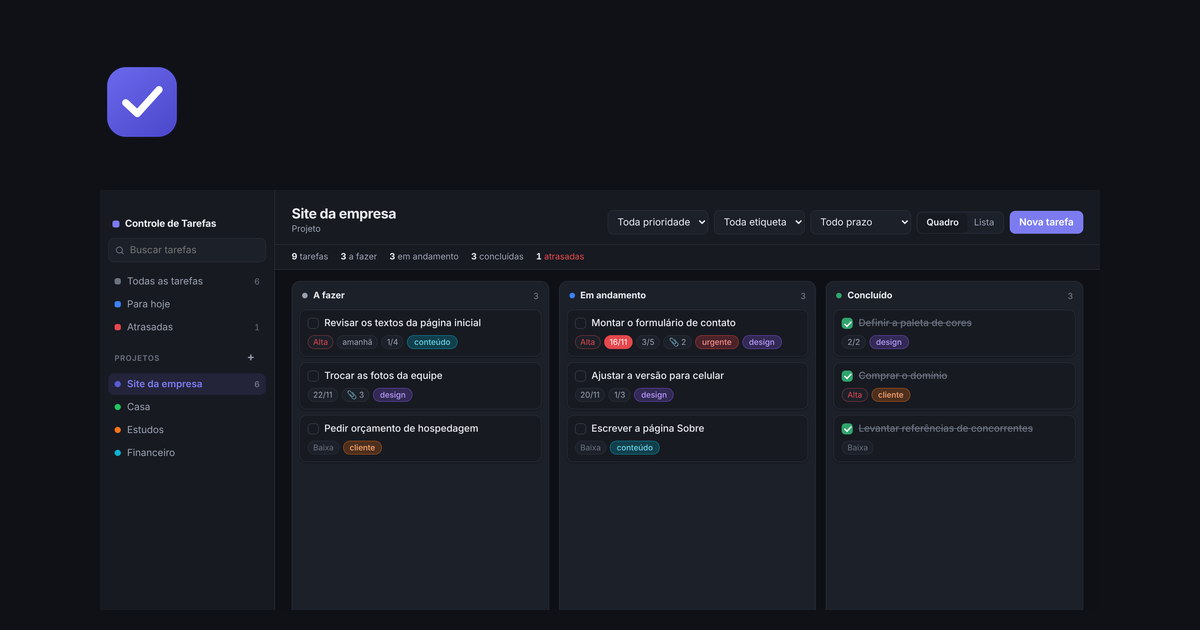 Controle de Tarefas
Buscar tarefas
Todas as tarefas 6
Para hoje
Atrasadas 1
PROJETOS +
Site da empresa 6
Casa
Estudos
Financeiro
Site da empresa
Projeto
Toda prioridade Toda etiqueta Todo prazo Quadro Lista Nova tarefa
9 tarefas 3 a fazer 3 em andamento 3 concluídas 1 atrasadas
A fazer 3
Revisar os textos da página inicial
Alta amanhã 1/4 conteúdo
Trocar as fotos da equipe
22/11 3 design
Pedir orçamento de hospedagem
Baixa cliente
Em andamento 3
Montar o formulário de contato
Alta 16/11 3/5 2 urgente design
Ajustar a versão para celular
20/11 1/3 design
Escrever a página Sobre
Baixa conteúdo
Concluído 3
Definir a paleta de cores
2/2 design
Comprar o domínio
Alta cliente
Levantar referências de concorrentes
Baixa